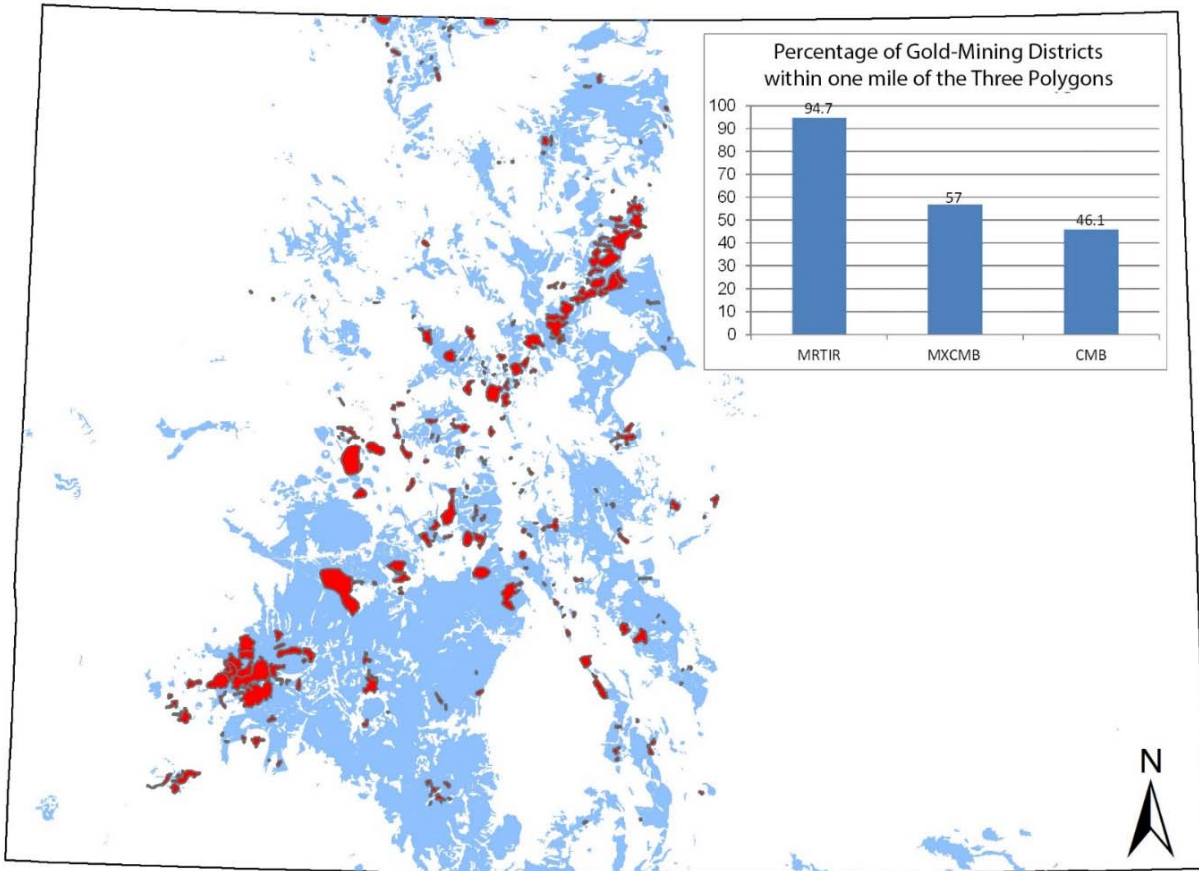 Percentage of Gold-Mining Districts
within one mile of the Three Polygons
100
90
80
70
60
50
40
30
20
10
0
94.7
57
46.1
MRTIR
MXCMB
CMB
N